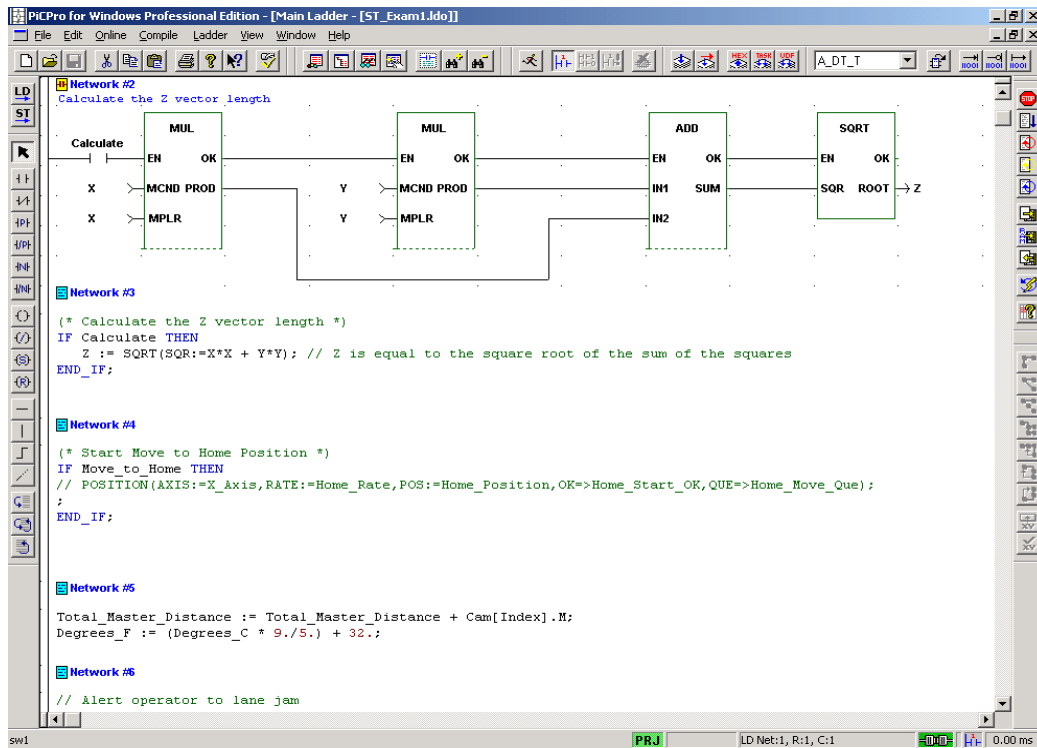 PiCPro for Windows Professional Edition - [Main Ladder - [ST_Exam1.ldo]]
File Edit Online Compile Ladder View Window Help
A_DT_T
LD
ST
Network #2
Calculate the Z vector length
MUL MUL ADD SQRT
Calculate
EN OK EN OK EN OK EN OK
X MCND PROD Y MCND PROD IN1 SUM SQR ROOT Z
X MPLR Y MPLR IN2
Network #3
(* Calculate the Z vector length *)
IF Calculate THEN
Z := SQRT(SQR:=X*X + Y*Y); // Z is equal to the square root of the sum of the squares
END_IF;
Network #4
(* Start Move to Home Position *)
IF Move_to_Home THEN
// POSITION(AXIS:=X_Axis,RATE:=Home_Rate,POS:=Home_Position,OK=>Home_Start_OK,QUE=>Home_Move_Que);
;
END_IF;
Network #5
Total_Master_Distance := Total_Master_Distance + Cam[Index].M;
Degrees_F := (Degrees_C * 9./5.) + 32.;
Network #6
// Alert operator to lane jam
sw1 PRJ LD Net:1, R:1, C:1 0.00 ms